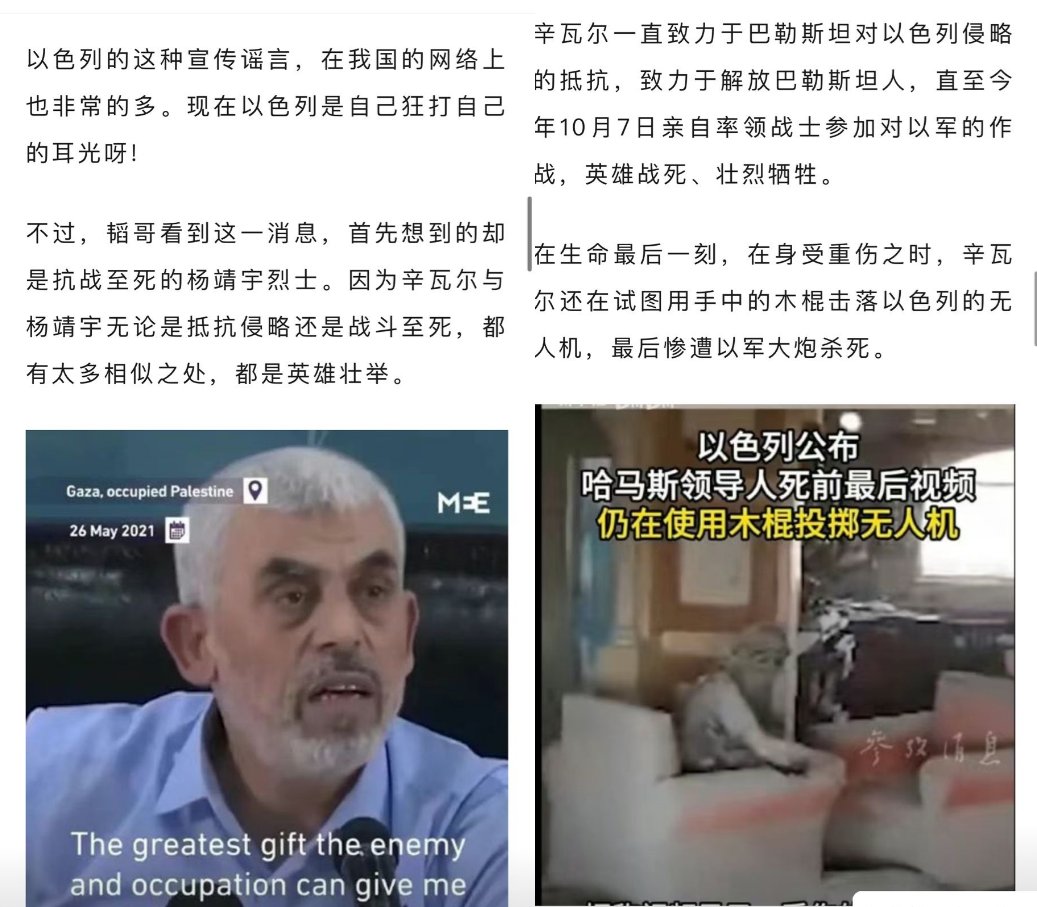 以色列的这种宣传谣言，在我国的网络上
也非常的多。现在以色列是自己狂打自己
的耳光呀!
不过，韬哥看到这一消息，首先想到的却
是抗战至死的杨靖宇烈士。因为辛瓦尔与
杨靖宇无论是抵抗侵略还是战斗至死，都
有太多相似之处，都是英雄壮举。
Gaza, occupied Palestine
26 May 2021
MEE
The greatest gift the enemy
and occupation can give me
辛瓦尔一直致力于巴勒斯坦对以色列侵略
的抵抗，致力于解放巴勒斯坦人，直至今
年10月7日亲自率领战士参加对以军的作
战，英雄战死、壮烈牺牲。
在生命最后一刻，在身受重伤之时，辛瓦
尔还在试图用手中的木棍击落以色列的无
人机，最后惨遭以军大炮杀死。
以色列公布
哈马斯领导人死前最后视频
仍在使用木棍投掷无人机
参考消息